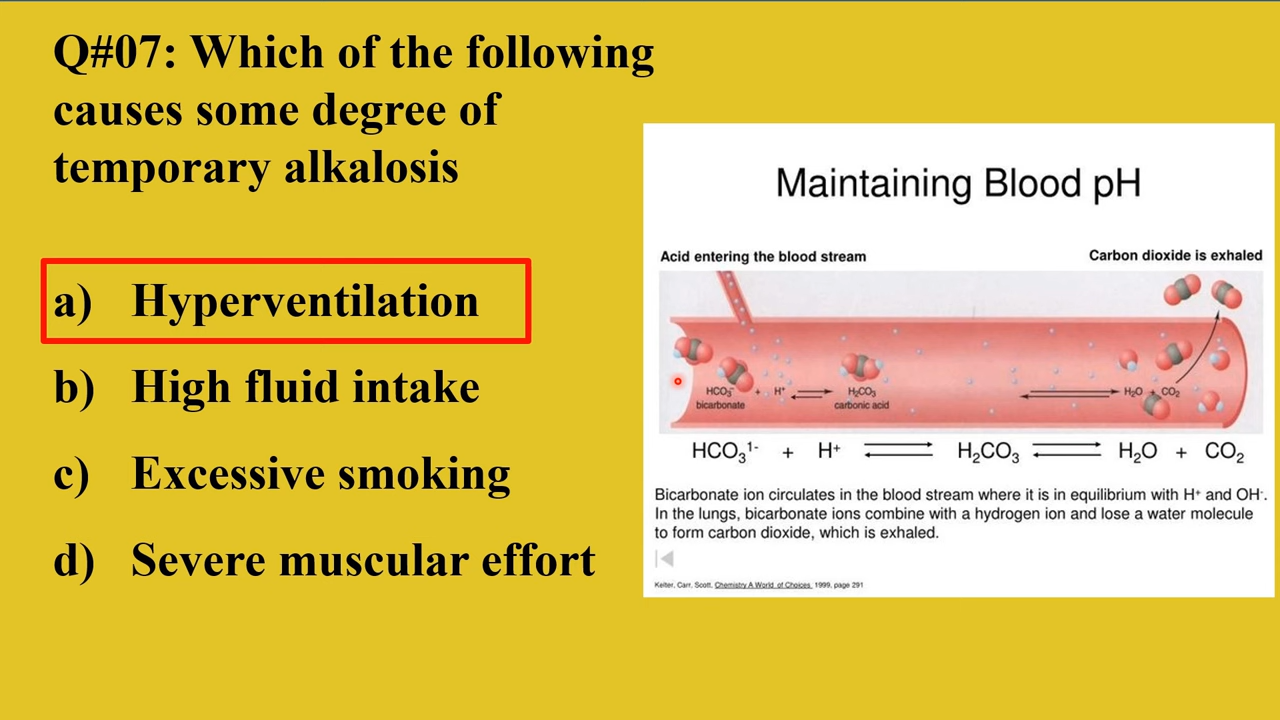 Q#07: Which of the following
causes some degree of
temporary alkalosis
a) Hyperventilation
b) High fluid intake
c) Excessive smoking
d) Severe muscular effort
Maintaining Blood pH
Acid entering the blood stream
Carbon dioxide is exhaled
HCO₃⁻ + H⁺ ⇌ H₂CO₃ ⇌ H₂O + CO₂
bicarbonate carbonic acid
HCO₃¹⁻ + H⁺ ⇌ H₂CO₃ ⇌ H₂O + CO₂
Bicarbonate ion circulates in the blood stream where it is in equilibrium with H⁺ and OH⁻.
In the lungs, bicarbonate ions combine with a hydrogen ion and lose a water molecule
to form carbon dioxide, which is exhaled.
Kelter, Carr, Scott, Chemistry A World of Choices 1999, page 291